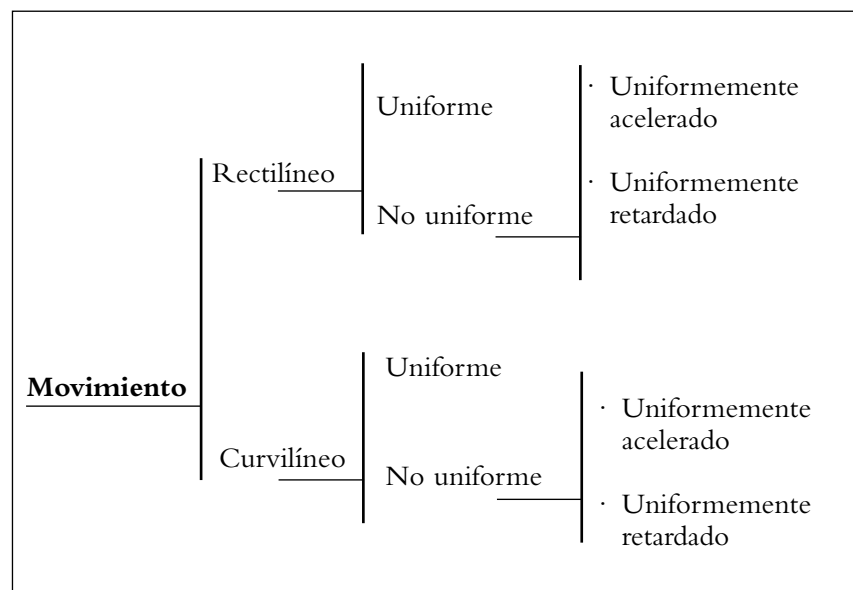 Movimiento
Rectilíneo
Uniforme
No uniforme
· Uniformemente
acelerado
· Uniformemente
retardado
Curvilíneo
Uniforme
No uniforme
· Uniformemente
acelerado
· Uniformemente
retardado